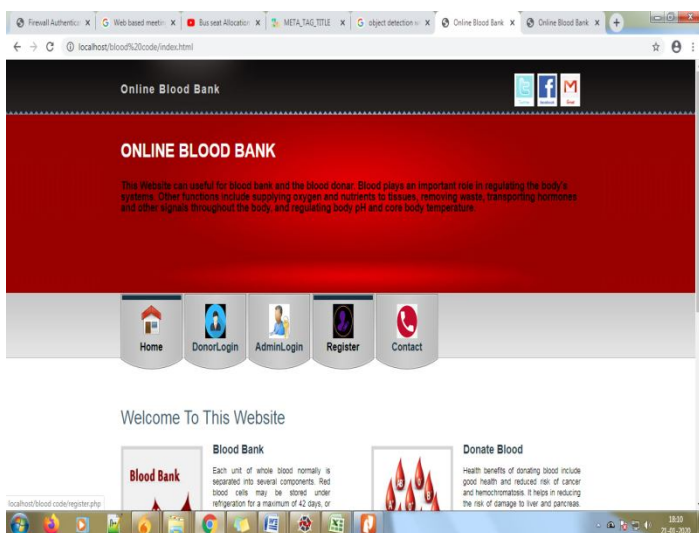 Firewall Authentic
Web based meetin
Bus seat Allocation
META_TAG_TITLE
object detection
Online Blood Bank
Online Blood Bank
localhost/blood%20code/index.html
Online Blood Bank
ONLINE BLOOD BANK
This Website can useful for blood bank and the blood donar. Blood plays an important role in regulating the body's
systems. Other functions include supplying oxygen and nutrients to tissues, removing waste, transporting hormones
and other signals throughout the body, and regulating body pH and core body temperature.
Home
DonorLogin
AdminLogin
Register
Contact
Welcome To This Website
Blood Bank
Blood Bank
Each unit of whole blood normally is
separated into several components. Red
blood cells may be stored under
refrigeration for a maximum of 42 days, or
Donate Blood
Health benefits of donating blood include
good health and reduced risk of cancer
and hemochromatosis. It helps in reducing
the risk of damage to liver and pancreas.
localhost/blood code/register.php
18:10
21-01-2020